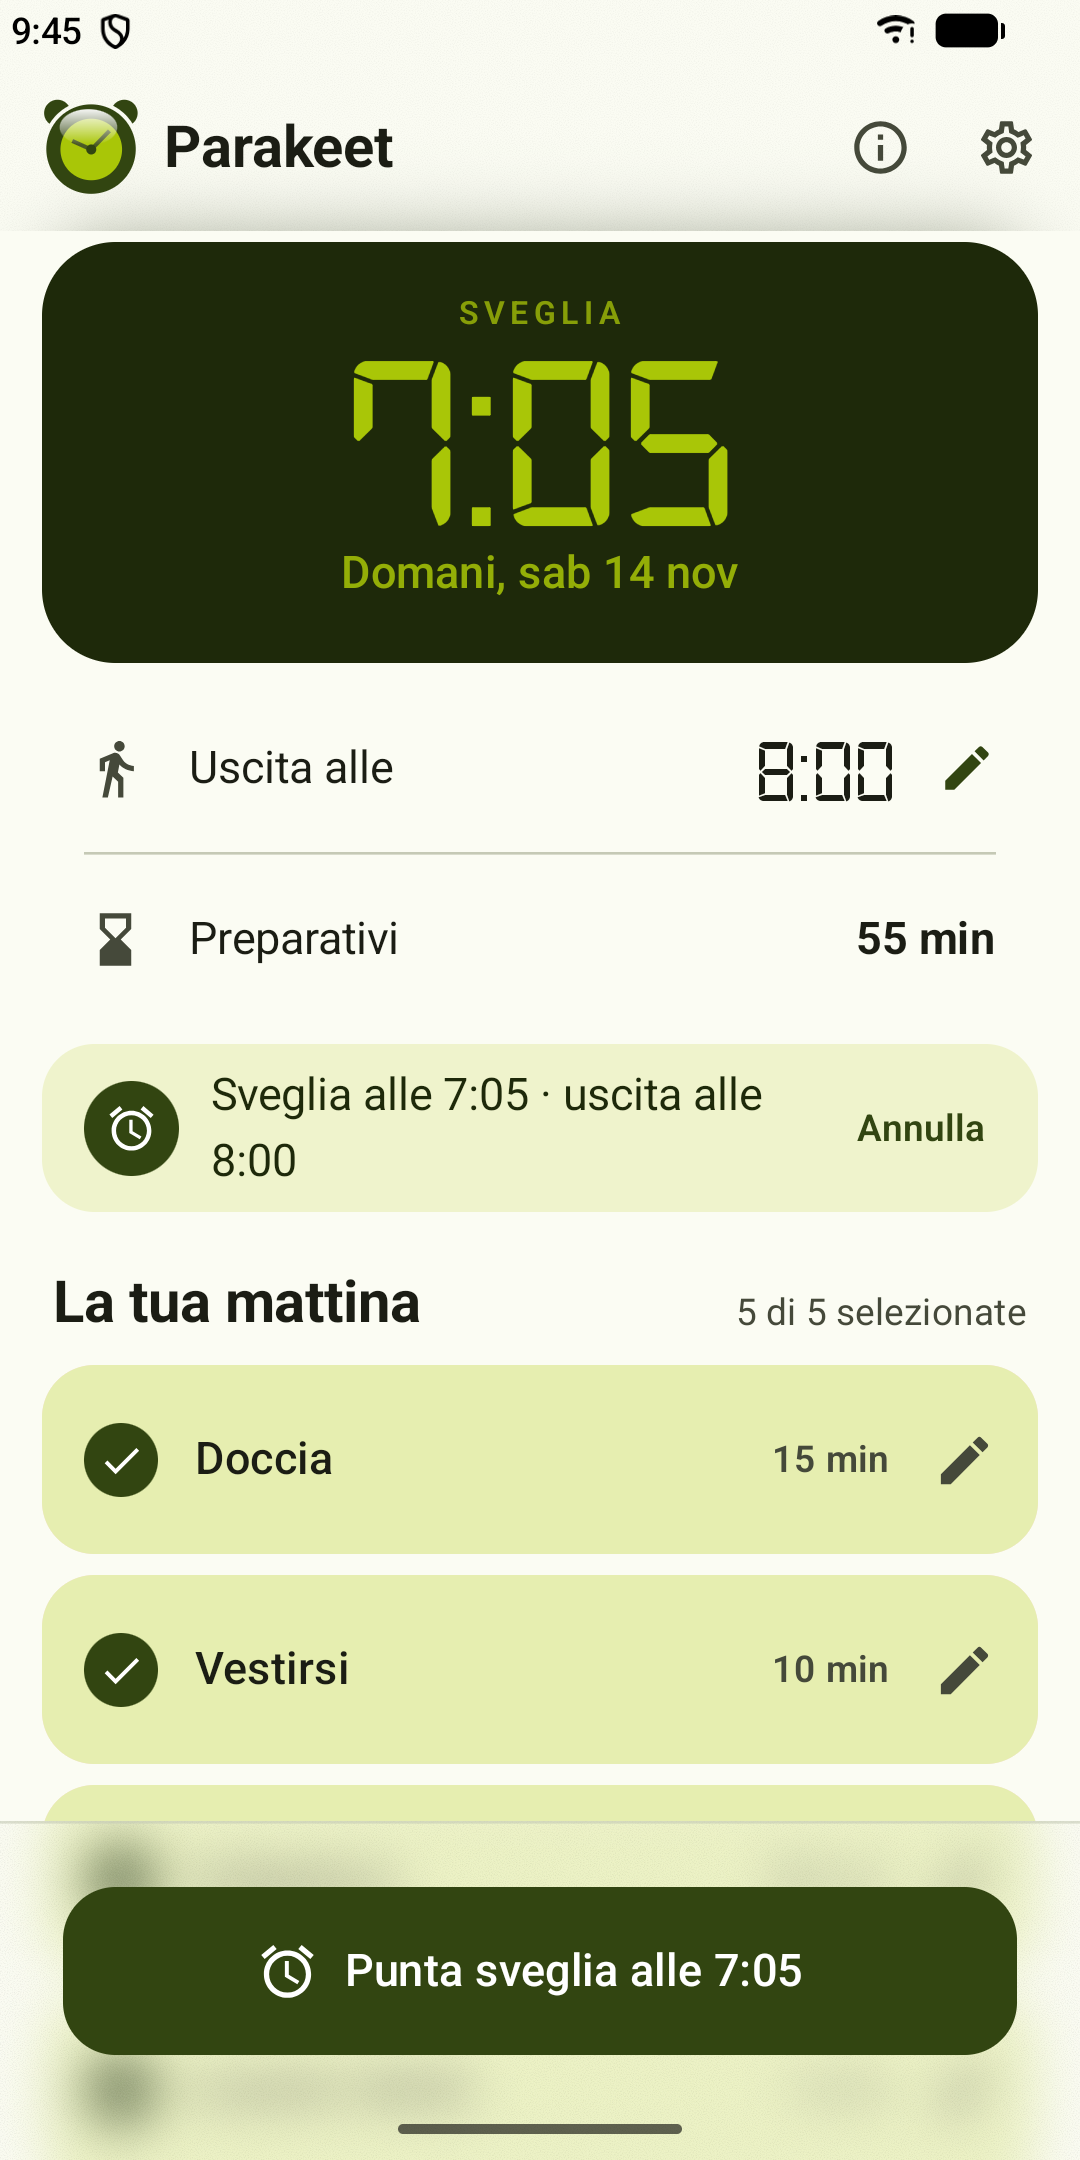 9:45
Parakeet
SVEGLIA
7:05
Domani, sab 14 nov
Uscita alle
8:00
Preparativi
55 min
Sveglia alle 7:05 · uscita alle
8:00
Annulla
La tua mattina
5 di 5 selezionate
Doccia
15 min
Vestirsi
10 min
Punta sveglia alle 7:05